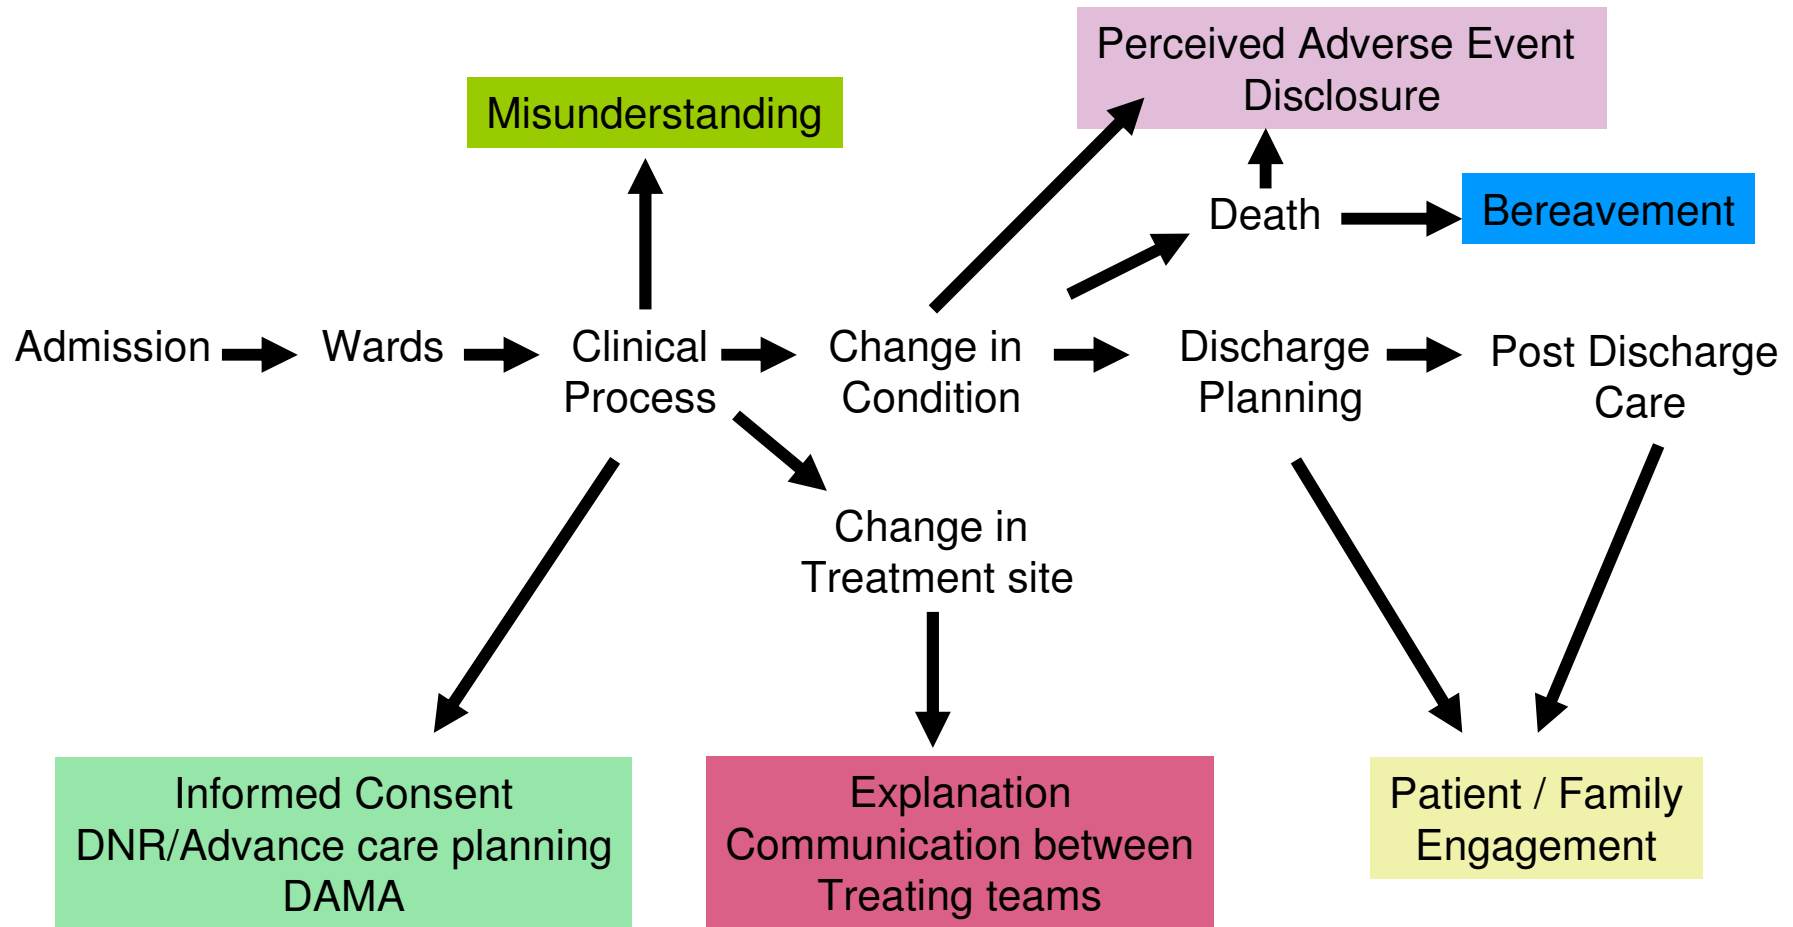 Perceived Adverse Event
Disclosure
Misunderstanding
Death
Bereavement
Admission
Wards
Clinical
Process
Change in
Condition
Discharge
Planning
Post Discharge
Care
Change in
Treatment site
Informed Consent
DNR/Advance care planning
DAMA
Explanation
Communication between
Treating teams
Patient / Family
Engagement